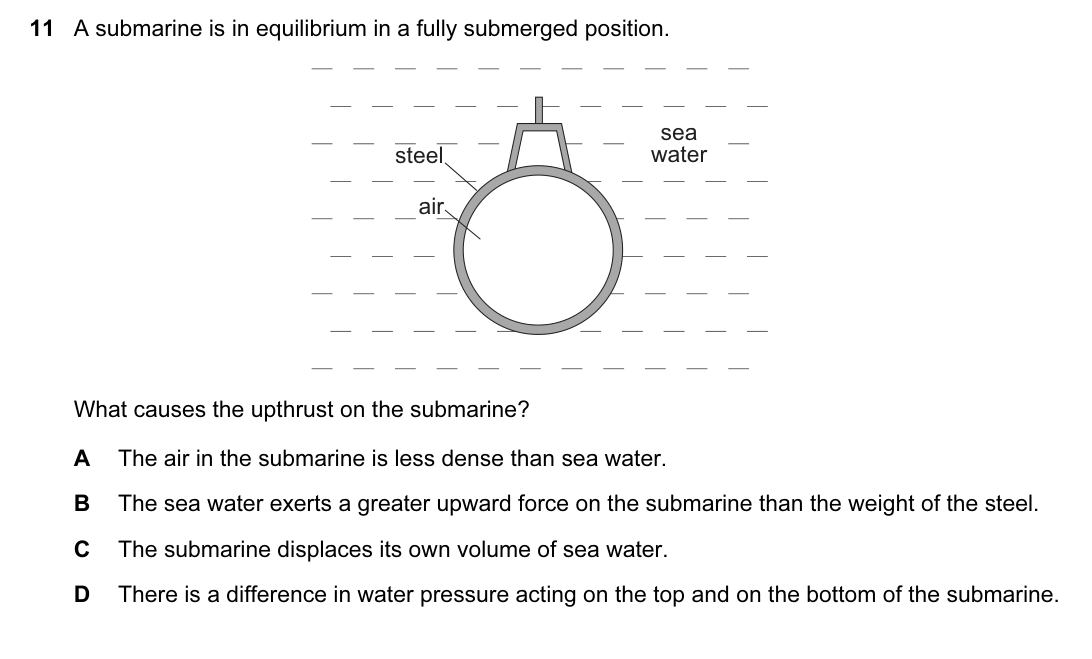 11 A submarine is in equilibrium in a fully submerged position.
sea
water
steel
air
What causes the upthrust on the submarine?
A The air in the submarine is less dense than sea water.
B The sea water exerts a greater upward force on the submarine than the weight of the steel.
C The submarine displaces its own volume of sea water.
D There is a difference in water pressure acting on the top and on the bottom of the submarine.